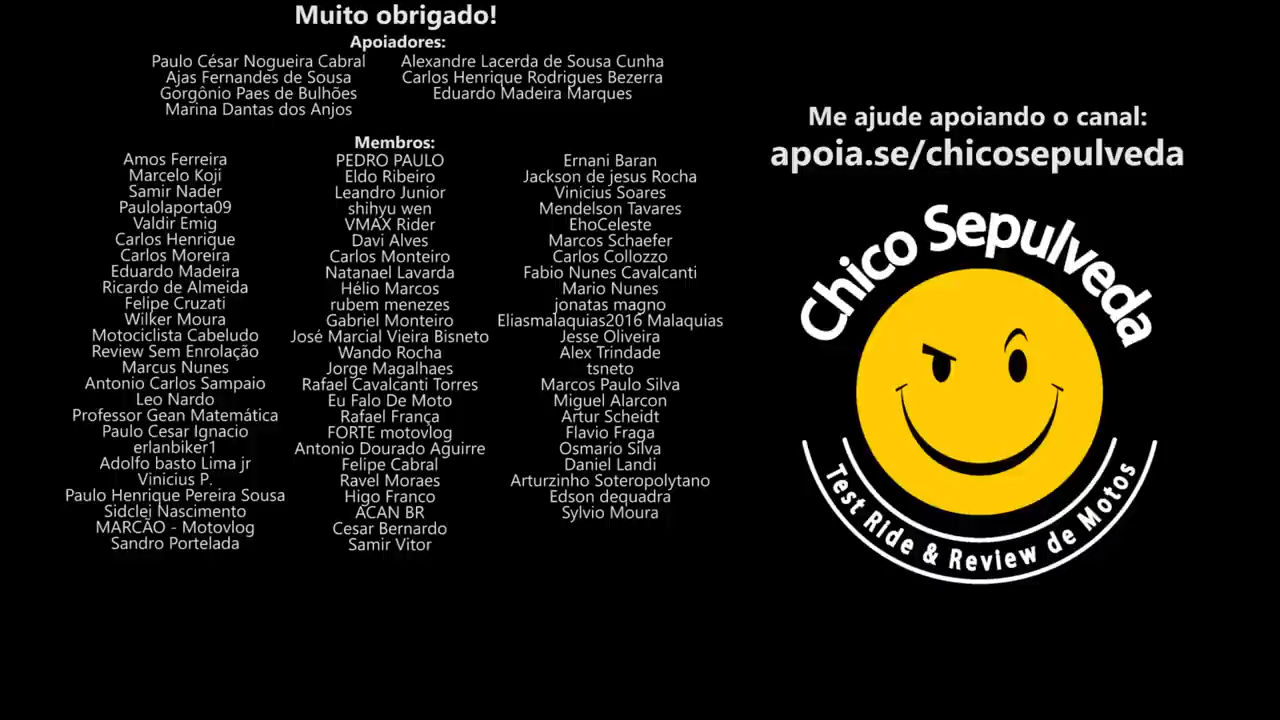 Muito obrigado!
Apoiadores:
Paulo César Nogueira Cabral
Ajas Fernandes de Sousa
Gorgônio Paes de Bulhões
Marina Dantas dos Anjos
Alexandre Lacerda de Sousa Cunha
Carlos Henrique Rodrigues Bezerra
Eduardo Madeira Marques
Membros:
Amos Ferreira
Marcelo Koji
Samir Nader
Paulolaporta09
Valdir Emig
Carlos Henrique
Carlos Moreira
Eduardo Madeira
Ricardo de Almeida
Felipe Cruzati
Wilker Moura
Motociclista Cabeludo
Review Sem Enrolação
Marcus Nunes
Antonio Carlos Sampaio
Leo Nardo
Professor Gean Matemática
Paulo Cesar Ignacio
erlanbiker1
Adolfo basto Lima jr
Vinicius P.
Paulo Henrique Pereira Sousa
Sidclei Nascimento
MARCÃO - Motovlog
Sandro Portelada
PEDRO PAULO
Eldo Ribeiro
Leandro Junior
shihyu wen
VMAX Rider
Davi Alves
Carlos Monteiro
Natanael Lavarda
Hélio Marcos
rubem menezes
Gabriel Monteiro
José Marcial Vieira Bisneto
Wando Rocha
Jorge Magalhaes
Rafael Cavalcanti Torres
Eu Falo De Moto
Rafael França
FORTE motovlog
Antonio Dourado Aguirre
Felipe Cabral
Ravel Moraes
Higo Franco
ACAN BR
Cesar Bernardo
Samir Vitor
Ernani Baran
Jackson de jesus Rocha
Vinicius Soares
Mendelson Tavares
EhoCeleste
Marcos Schaefer
Carlos Collozzo
Fabio Nunes Cavalcanti
Mario Nunes
jonatas magno
Eliasmalaquias2016 Malaquias
Jesse Oliveira
Alex Trindade
tsneto
Marcos Paulo Silva
Miguel Alarcon
Artur Scheidt
Flavio Fraga
Osmario Silva
Daniel Landi
Arturzinho Soteropolytano
Edson dequadra
Sylvio Moura
Me ajude apoiando o canal:
apoia.se/chicosepulveda
Chico Sepulveda
Test Ride & Review de Motos